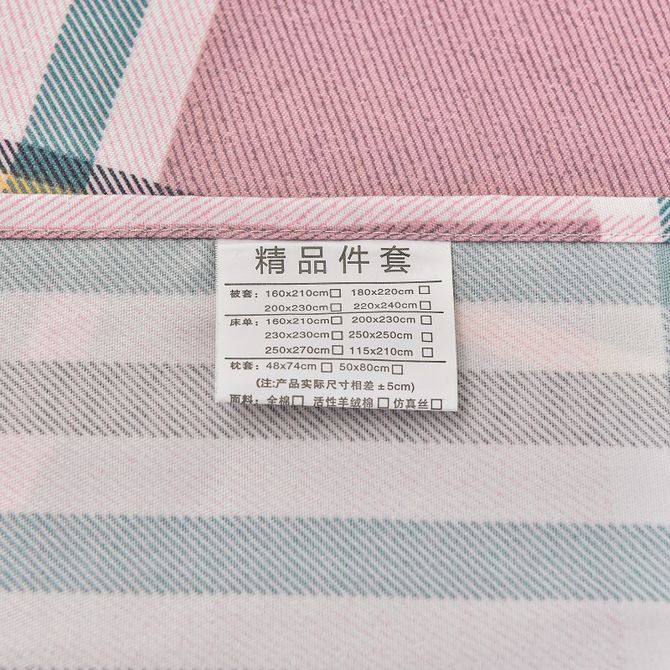 精品件套
被套：160x210cm□ 180x220cm□
200x230cm□ 220x240cm□
床单：160x210cm□ 200x230cm□
230x230cm□ 250x250cm□
250x270cm□ 115x210cm□
枕套：48x74cm□ 50x80cm□
(注:产品实际尺寸相差±5cm)
面料：全棉□ 活性羊绒棉□ 仿真丝□